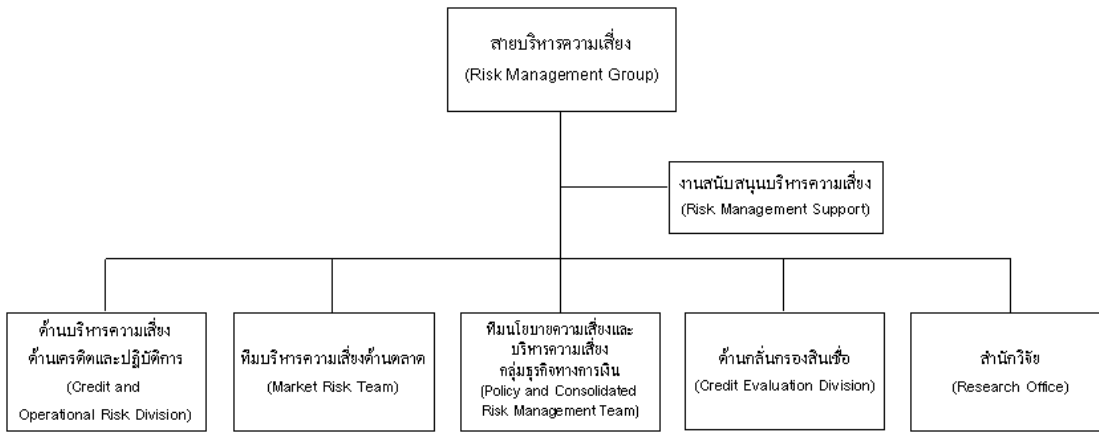 สายบริหารความเสี่ยง
(Risk Management Group)
งานสนับสนุนบริหารความเสี่ยง
(Risk Management Support)
ด้านบริหารความเสี่ยง
ด้านเครดิตและปฏิบัติการ
(Credit and
Operational Risk Division)
ทีมบริหารความเสี่ยงด้านตลาด
(Market Risk Team)
ทีมนโยบายความเสี่ยงและ
บริหารความเสี่ยง
กลุ่มธุรกิจทางการเงิน
(Policy and Consolidated
Risk Management Team)
ด้านกลั่นกรองสินเชื่อ
(Credit Evaluation Division)
สำนักวิจัย
(Research Office)